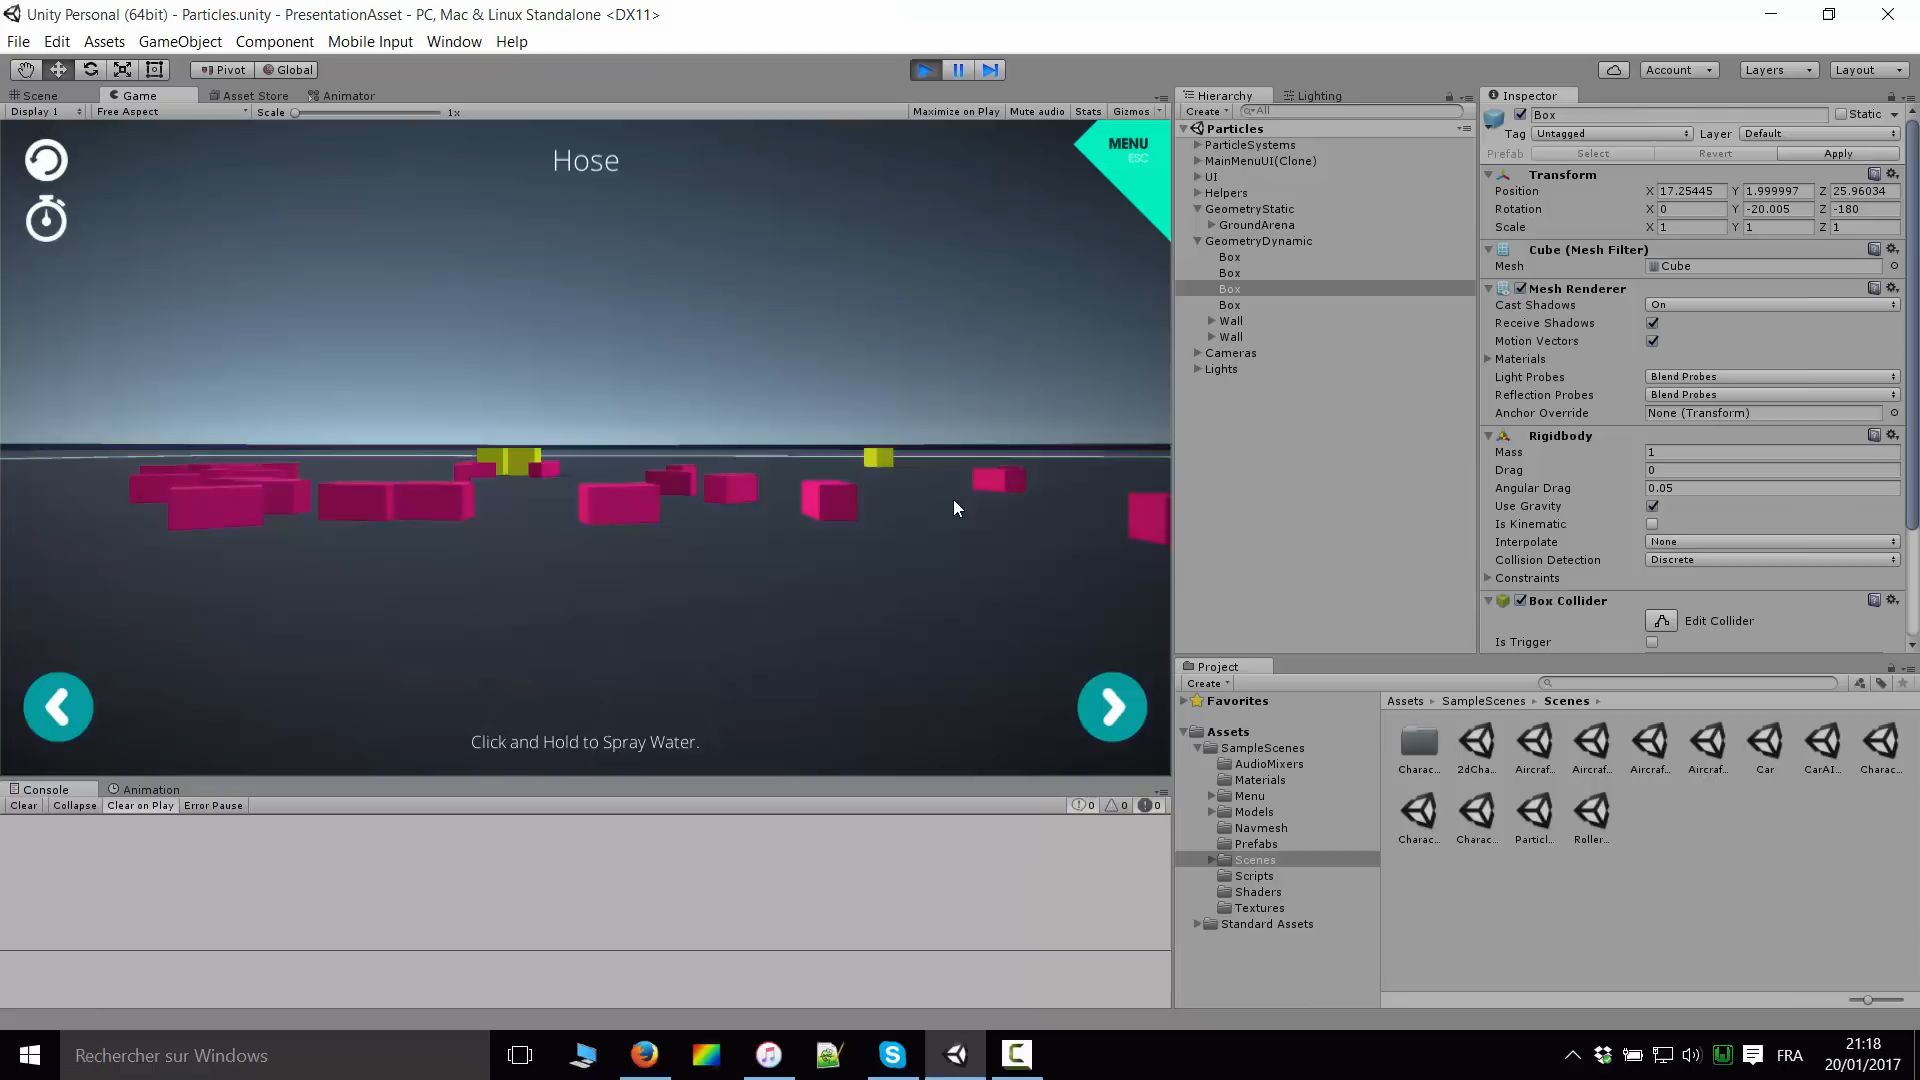 Unity Personal (64bit) - Particles.unity - PresentationAsset - PC, Mac & Linux Standalone <DX11>
File Edit Assets GameObject Component Mobile Input Window Help
Pivot Global Account Layers Layout
Scene Game Asset Store Animator
Display 1 Free Aspect Scale 1x Maximize on Play Mute audio Stats Gizmos
Hose
MENU
ESC
Click and Hold to Spray Water.
Console Animation
Clear Collapse Clear on Play Error Pause 0 0 0
Hierarchy Lighting
Create All
Particles
ParticleSystems
MainMenuUI(Clone)
UI
Helpers
GeometryStatic
GroundArena
GeometryDynamic
Box
Box
Box
Box
Wall
Wall
Cameras
Lights
Inspector
Box Static
Tag Untagged Layer Default
Prefab Select Revert Apply
Transform
Position X 17.25445 Y 1.999997 Z 25.96034
Rotation X 0 Y -20.005 Z -180
Scale X 1 Y 1 Z 1
Cube (Mesh Filter)
Mesh Cube
Mesh Renderer
Cast Shadows On
Receive Shadows
Motion Vectors
Materials
Light Probes Blend Probes
Reflection Probes Blend Probes
Anchor Override None (Transform)
Rigidbody
Mass 1
Drag 0
Angular Drag 0.05
Use Gravity
Is Kinematic
Interpolate None
Collision Detection Discrete
Constraints
Box Collider
Edit Collider
Is Trigger
Project
Create
Favorites
Assets
SampleScenes
AudioMixers
Materials
Menu
Models
Navmesh
Prefabs
Scenes
Scripts
Shaders
Textures
Standard Assets
Assets SampleScenes Scenes
Charac... 2dCha... Aircraf... Aircraf... Aircraf... Aircraf... Car CarAI... Charac...
Charac... Charac... Particl... Roller...
Rechercher sur Windows
FRA
21:18
20/01/2017